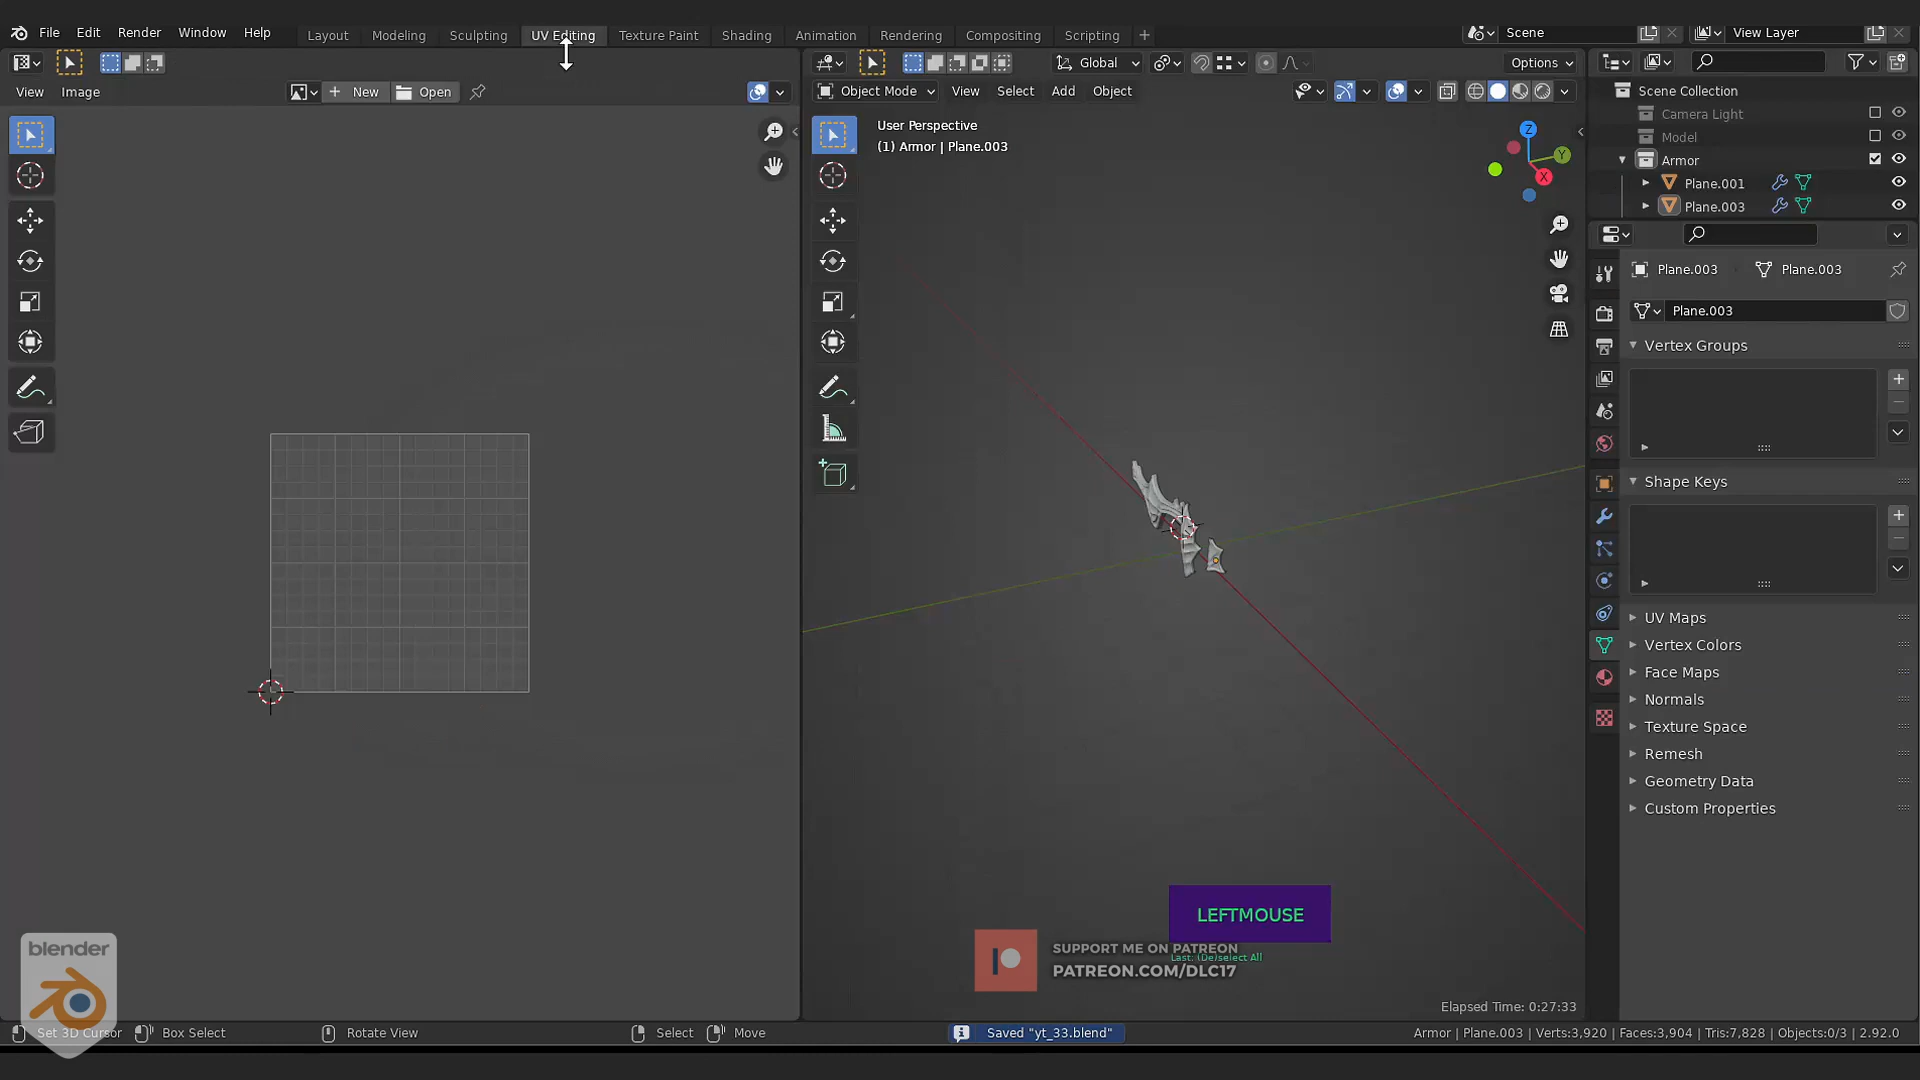 File Edit Render Window Help
Layout Modeling Sculpting UV Editing Texture Paint Shading Animation Rendering Compositing Scripting
Scene
View Layer
Global
Options
View Image
New
Open
Object Mode
View Select Add Object
User Perspective
(1) Armor | Plane.003
Z
Y
X
Scene Collection
Camera Light
Model
Armor
Plane.001
Plane.003
Plane.003
Plane.003
Plane.003
Vertex Groups
Shape Keys
UV Maps
Vertex Colors
Face Maps
Normals
Texture Space
Remesh
Geometry Data
Custom Properties
LEFTMOUSE
SUPPORT ME ON PATREON
Last: (De)select All
PATREON.COM/DLC17
Elapsed Time: 0:27:33
blender
Set 3D Cursor
Box Select
Rotate View
Select
Move
Saved "yt_33.blend"
Armor | Plane.003 | Verts:3,920 | Faces:3,904 | Tris:7,828 | Objects:0/3 | 2.92.0